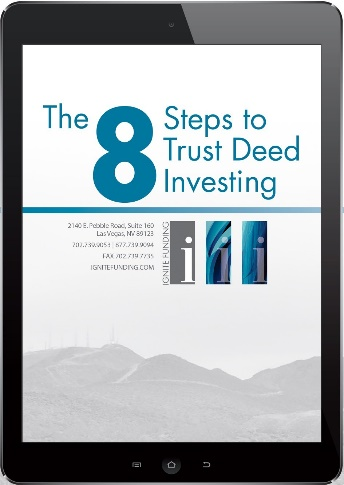 The 8 Steps to
Trust Deed
Investing
2140 E. Pebble Road, Suite 160
Las Vegas, NV 89123
702.739.9053 | 877.739.9094
FAX 702.739.7735
IGNITEFUNDING.COM
IGNITE FUNDING
i f i